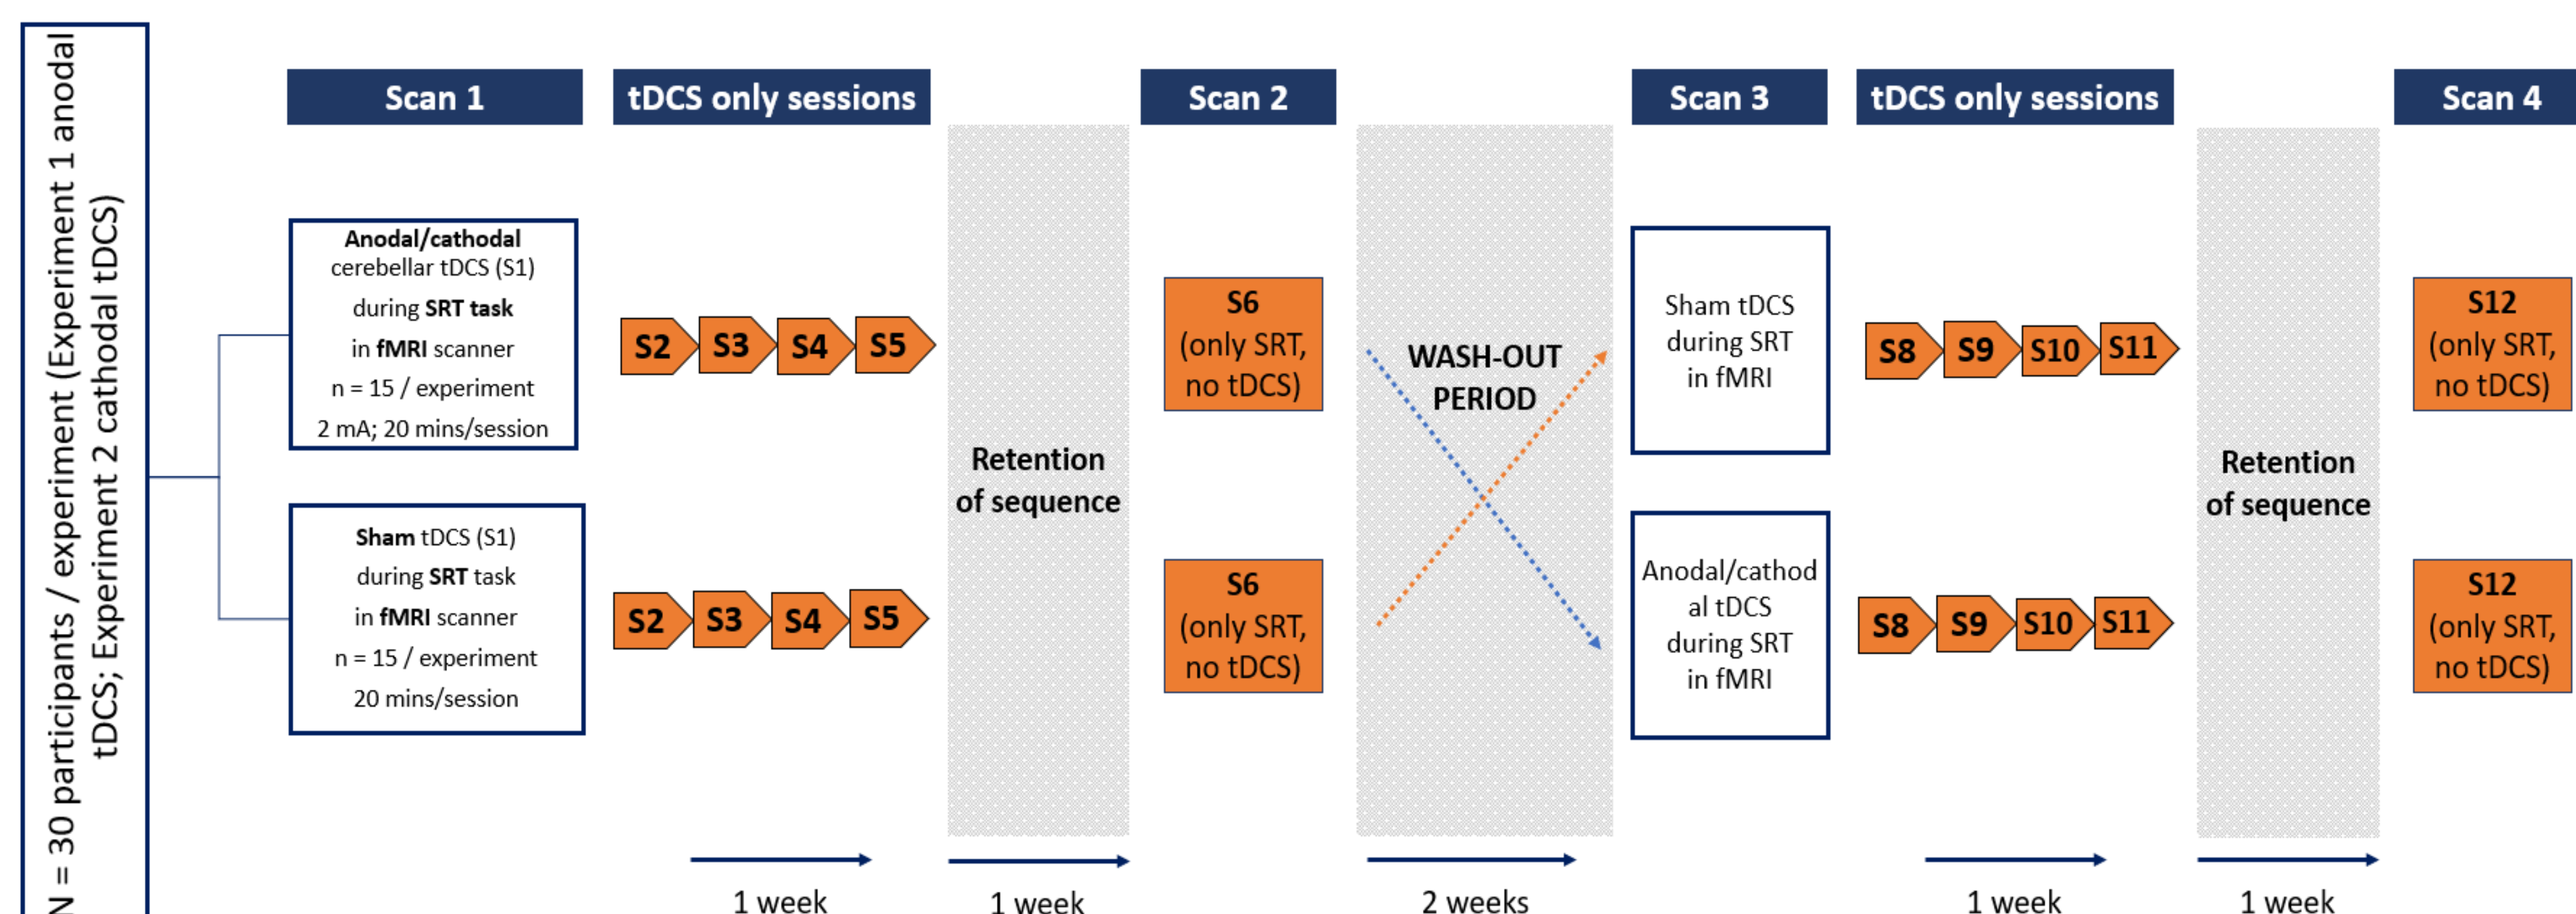 N = 30 participants / experiment (Experiment 1 anodal
tDCS; Experiment 2 cathodal tDCS)
Scan 1
tDCS only sessions
Scan 2
Scan 3
tDCS only sessions
Scan 4
Anodal/cathodal
cerebellar tDCS (S1)
during SRT task
in fMRI scanner
n = 15 / experiment
2 mA; 20 mins/session
S2
S3
S4
S5
S6
(only SRT,
no tDCS)
WASH-OUT
PERIOD
Sham tDCS
during SRT
in fMRI
S8
S9
S10
S11
S12
(only SRT,
no tDCS)
Retention
of sequence
Retention
of sequence
Sham tDCS (S1)
during SRT task
in fMRI scanner
n = 15 / experiment
20 mins/session
S2
S3
S4
S5
S6
(only SRT,
no tDCS)
Anodal/cathod
al tDCS
during SRT
in fMRI
S8
S9
S10
S11
S12
(only SRT,
no tDCS)
1 week
1 week
2 weeks
1 week
1 week